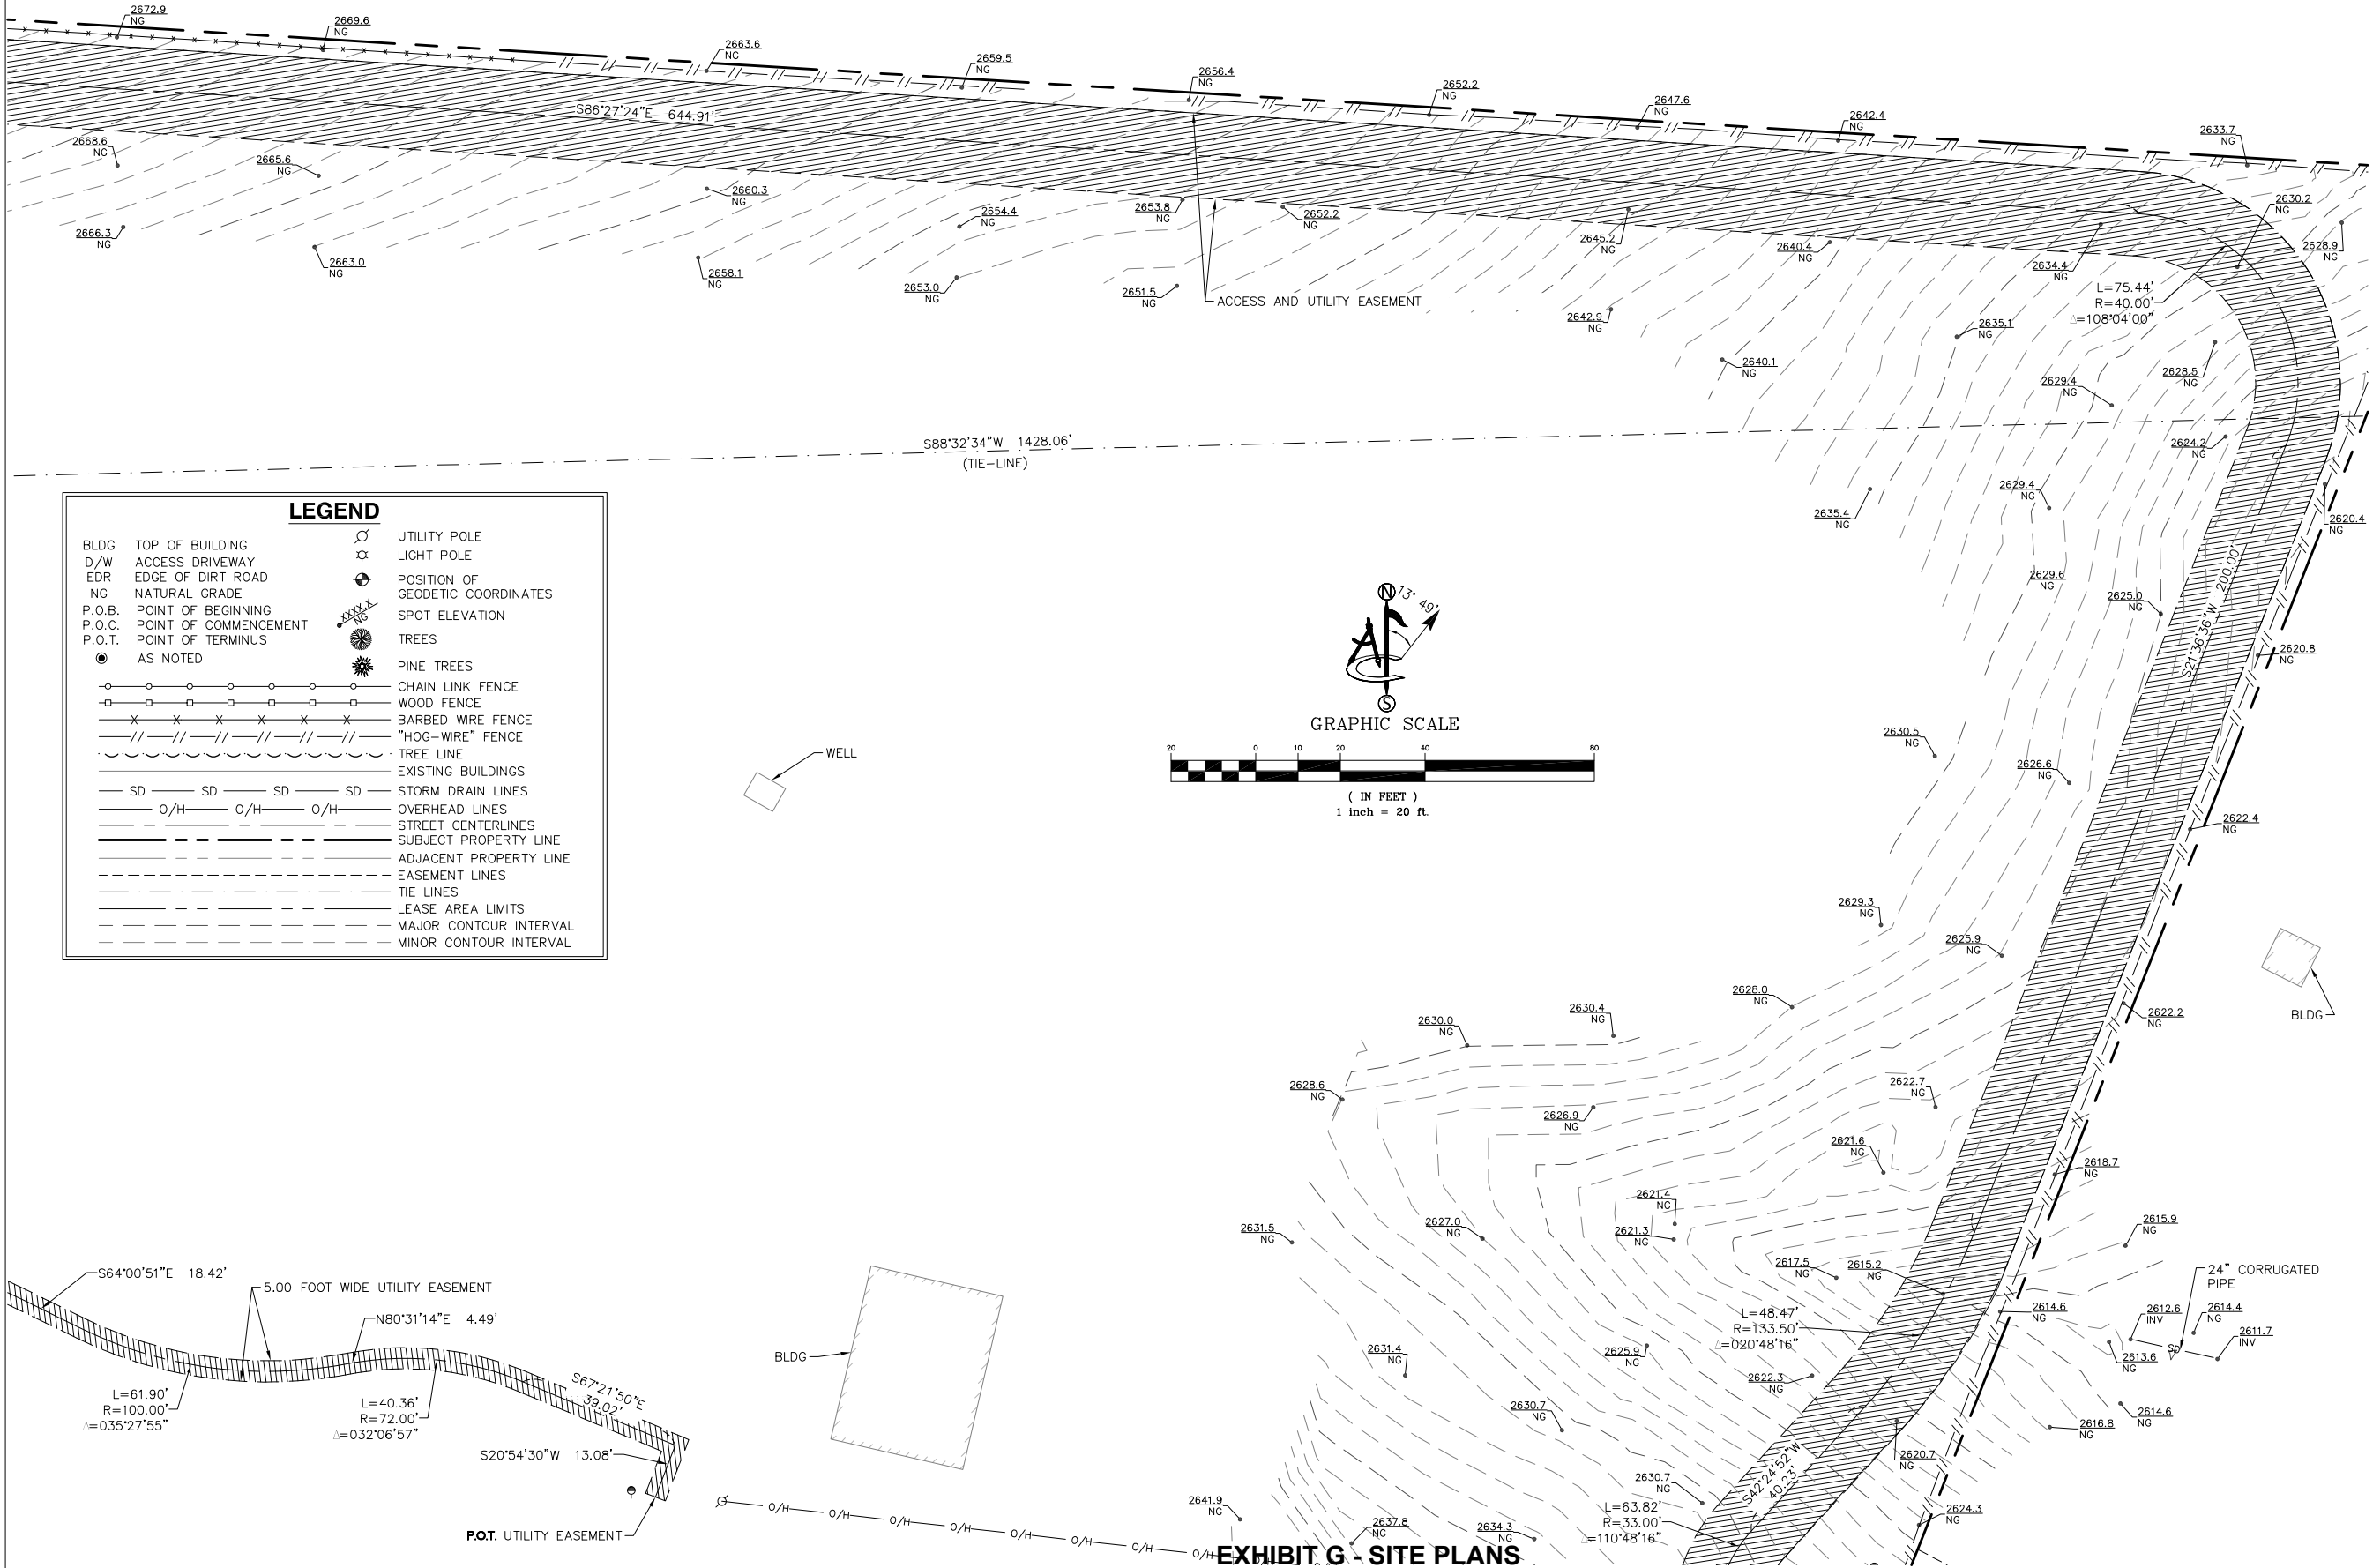 2672.9
NG
2669.6
NG
2663.6
NG
2659.5
NG
2656.4
NG
2652.2
NG
2647.6
NG
2642.4
NG
2633.7
NG
S86°27'24"E 644.91'
2668.6
NG
2665.6
NG
2660.3
NG
2654.4
NG
2653.8
NG
2652.2
NG
2645.2
NG
2640.4
NG
2634.4
NG
2630.2
NG
2628.9
NG
2666.3
NG
2663.0
NG
2658.1
NG
2653.0
NG
2651.5
NG
ACCESS AND UTILITY EASEMENT
2642.9
NG
L=75.44'
R=40.00'
Δ=108°04'00"
2635.1
NG
2640.1
NG
2629.4
NG
2628.5
NG
2624.2
NG
S88°32'34"W 1428.06'
(TIE-LINE)
2635.4
NG
2629.4
NG
2620.4
NG
2629.6
NG
2625.0
NG
S21°36'36"W 200.00'
2620.8
NG
2630.5
NG
2626.6
NG
2622.4
NG
2629.3
NG
2625.9
NG
2622.2
NG
BLDG
LEGEND
BLDG TOP OF BUILDING
D/W ACCESS DRIVEWAY
EDR EDGE OF DIRT ROAD
NG NATURAL GRADE
P.O.B. POINT OF BEGINNING
P.O.C. POINT OF COMMENCEMENT
P.O.T. POINT OF TERMINUS
AS NOTED
UTILITY POLE
LIGHT POLE
POSITION OF
GEODETIC COORDINATES
XXXX.X
NG
SPOT ELEVATION
TREES
PINE TREES
CHAIN LINK FENCE
WOOD FENCE
X X X X X X BARBED WIRE FENCE
"HOG-WIRE" FENCE
TREE LINE
EXISTING BUILDINGS
SD SD SD SD STORM DRAIN LINES
O/H O/H O/H OVERHEAD LINES
STREET CENTERLINES
SUBJECT PROPERTY LINE
ADJACENT PROPERTY LINE
EASEMENT LINES
TIE LINES
LEASE AREA LIMITS
MAJOR CONTOUR INTERVAL
MINOR CONTOUR INTERVAL
WELL
N
13° 49'
S
GRAPHIC SCALE
20 0 10 20 40 80
( IN FEET )
1 inch = 20 ft.
2628.0
NG
2630.4
NG
2630.0
NG
2628.6
NG
2626.9
NG
2622.7
NG
2621.6
NG
2618.7
NG
2621.4
NG
2621.3
NG
2631.5
NG
2627.0
NG
2617.5
NG
2615.2
NG
2615.9
NG
24" CORRUGATED
PIPE
2614.6
NG
2612.6
INV
2614.4
NG
2611.7
INV
SD
2613.6
NG
L=48.47'
R=133.50'
Δ=020°48'16"
2631.4
NG
2625.9
NG
2622.3
NG
2614.6
NG
2616.8
NG
2630.7
NG
2620.7
NG
S42°24'52"W
40.23'
2630.7
NG
L=63.82'
R=33.00'
Δ=110°48'16"
2624.3
NG
2641.9
NG
2637.8
NG
2634.3
NG
S64°00'51"E 18.42'
5.00 FOOT WIDE UTILITY EASEMENT
N80°31'14"E 4.49'
L=61.90'
R=100.00'
Δ=035°27'55"
L=40.36'
R=72.00'
Δ=032°06'57"
S67°21'50"E
39.02'
S20°54'30"W 13.08'
P.O.T. UTILITY EASEMENT
BLDG
O/H O/H O/H O/H O/H O/H O/H O/H
EXHIBIT G - SITE PLANS